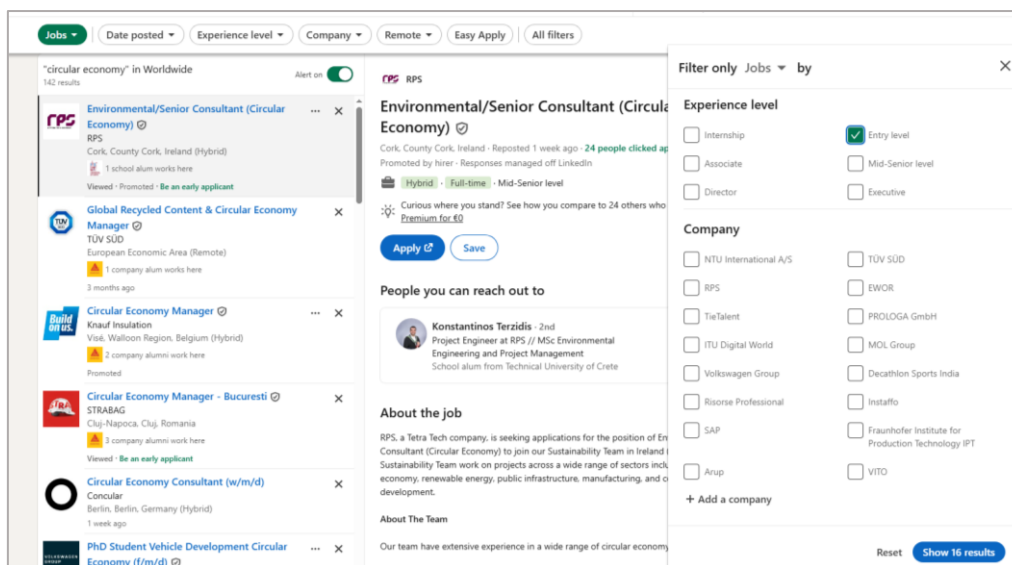 Jobs
Date posted
Experience level
Company
Remote
Easy Apply
All filters
"circular economy" in Worldwide
142 results
Alert on
rps
Environmental/Senior Consultant (Circular
Economy)
RPS
Cork, County Cork, Ireland (Hybrid)
1 school alum works here
Viewed · Promoted · Be an early applicant
TÜV
Global Recycled Content & Circular Economy
Manager
TÜV SÜD
European Economic Area (Remote)
1 company alum works here
3 months ago
Build
on us.
Circular Economy Manager
Knauf Insulation
Visé, Walloon Region, Belgium (Hybrid)
2 company alumni work here
Promoted
Circular Economy Manager - Bucuresti
STRABAG
Cluj-Napoca, Cluj, Romania
3 company alumni work here
Viewed · Be an early applicant
Circular Economy Consultant (w/m/d)
Concular
Berlin, Berlin, Germany (Hybrid)
1 week ago
VOLKSWAGEN
GROUP
PhD Student Vehicle Development Circular
Economy (f/m/d)
rps RPS
Environmental/Senior Consultant (Circula
Economy)
Cork, County Cork, Ireland · Reposted 1 week ago · 24 people clicked ap
Promoted by hirer · Responses managed off LinkedIn
Hybrid · Full-time · Mid-Senior level
Curious where you stand? See how you compare to 24 others who
Premium for €0
Apply
Save
People you can reach out to
Konstantinos Terzidis · 2nd
Project Engineer at RPS // MSc Environmental
Engineering and Project Management
School alum from Technical University of Crete
About the job
RPS, a Tetra Tech company, is seeking applications for the position of En
Consultant (Circular Economy) to join our Sustainability Team in Ireland
Sustainability Team work on projects across a wide range of sectors inclu
economy, renewable energy, public infrastructure, manufacturing, and c
development.
About The Team
Our team have extensive experience in a wide range of circular economy
Filter only Jobs by
Experience level
Internship
Entry level
Associate
Mid-Senior level
Director
Executive
Company
NTU International A/S
TÜV SÜD
RPS
EWOR
TieTalent
PROLOGA GmbH
ITU Digital World
MOL Group
Volkswagen Group
Decathlon Sports India
Risorse Professional
Instaffo
SAP
Fraunhofer Institute for
Production Technology IPT
Arup
VITO
+ Add a company
Reset
Show 16 results